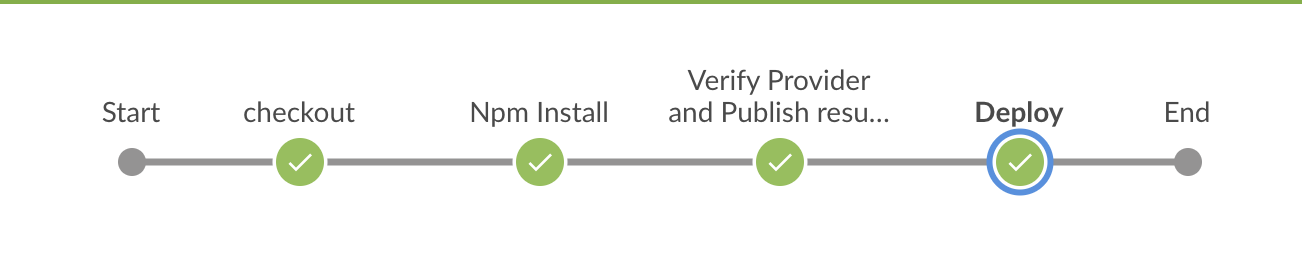 Start
checkout
Npm Install
Verify Provider
and Publish resu...
Deploy
End